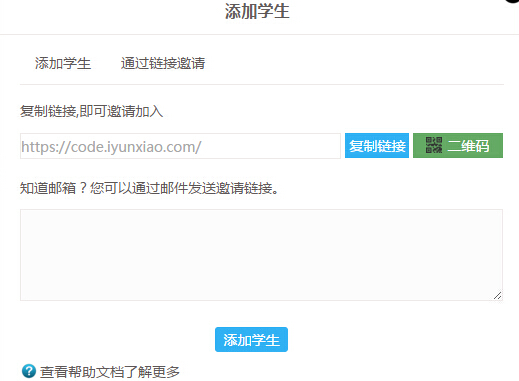 添加学生
添加学生 通过链接邀请
复制链接,即可邀请加入
https://code.iyunxiao.com/ 复制链接 二维码
知道邮箱？您可以通过邮件发送邀请链接。
添加学生
查看帮助文档了解更多